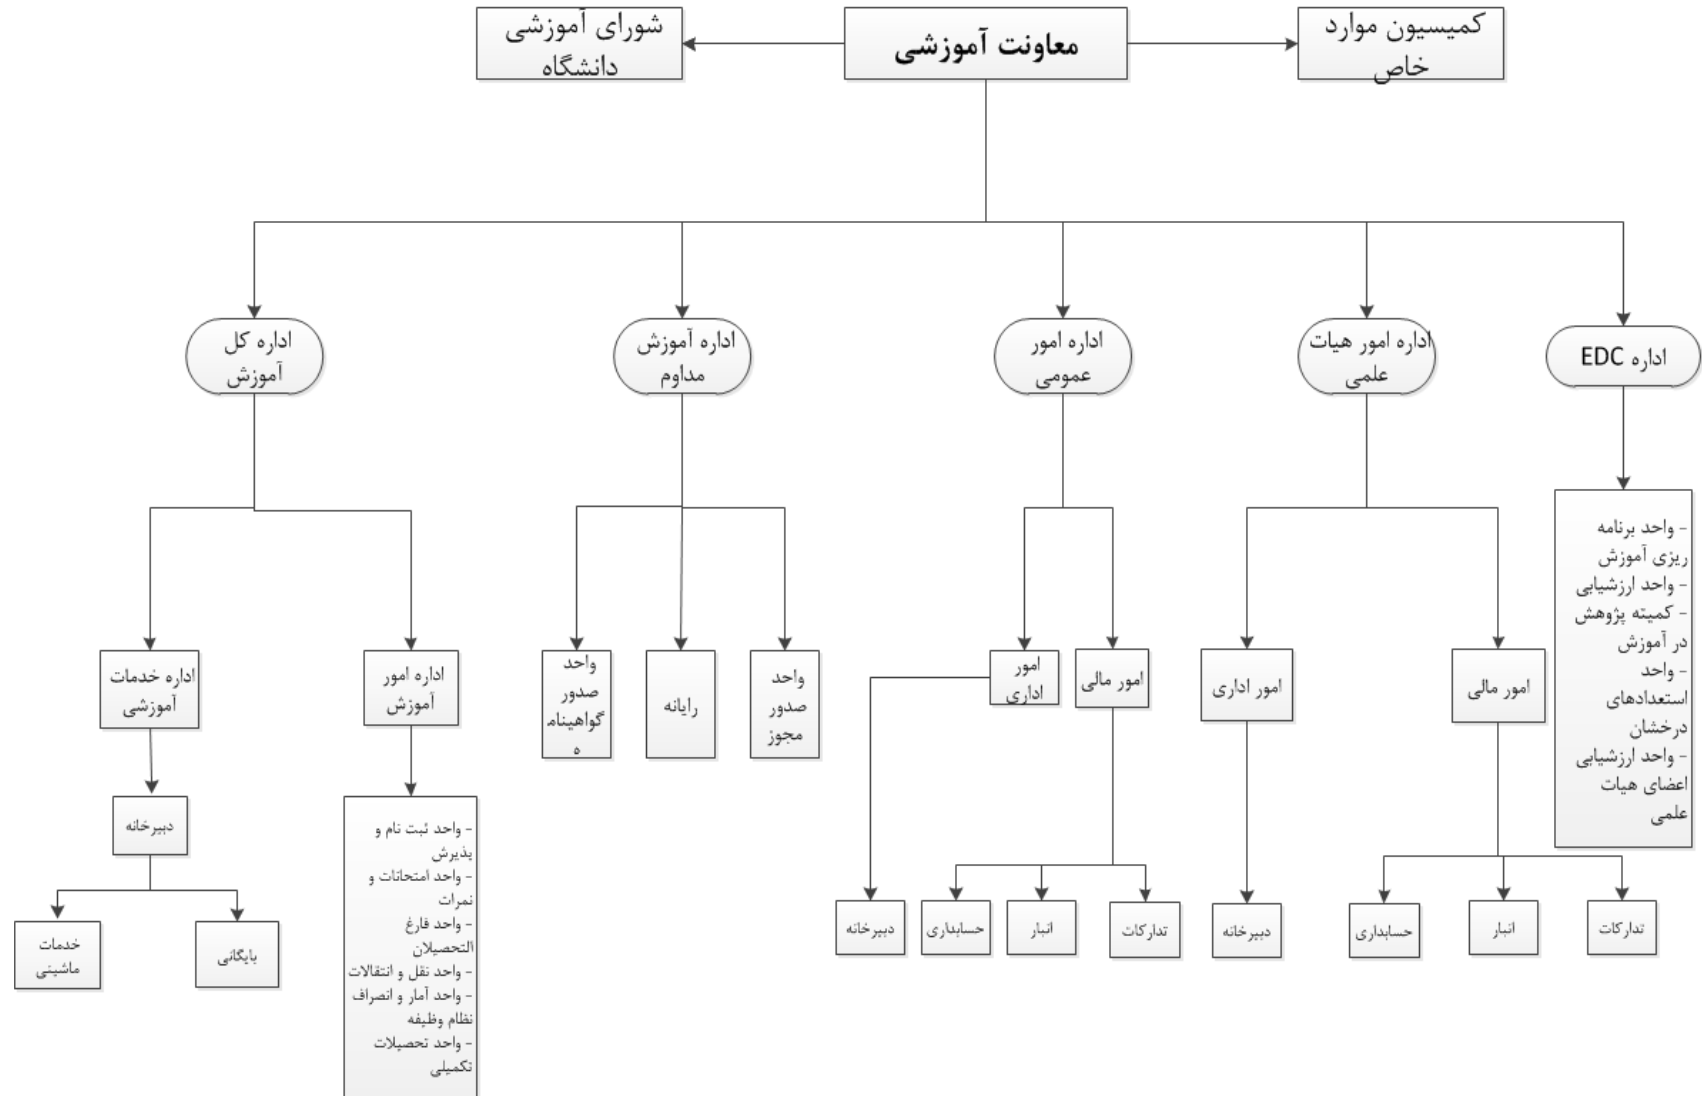 کمیسیون موارد
خاص
معاونت آموزشی
شورای آموزشی
دانشگاه
اداره EDC
اداره امور هیات
علمی
اداره امور
عمومی
اداره آموزش
مداوم
اداره کل
آموزش
- واحد برنامه
ریزی آموزش
- واحد ارزشیابی
- کمیته پژوهش
در آموزش
- واحد
استعدادهای
درخشان
- واحد ارزشیابی
اعضای هیات
علمی
امور مالی
امور اداری
امور مالی
امور
اداری
واحد
صدور
مجوز
رایانه
واحد
صدور
گواهینام
ه
اداره امور
آموزش
اداره خدمات
آموزشی
تدارکات
انبار
حسابداری
دبیرخانه
تدارکات
انبار
حسابداری
دبیرخانه
- واحد ثبت نام و
پذیرش
- واحد امتحانات و
نمرات
- واحد فارغ
التحصیلان
- واحد نقل و انتقالات
- واحد آمار و انصراف
نظام وظیفه
- واحد تحصیلات
تکمیلی
دبیرخانه
بایگانی
خدمات
ماشینی